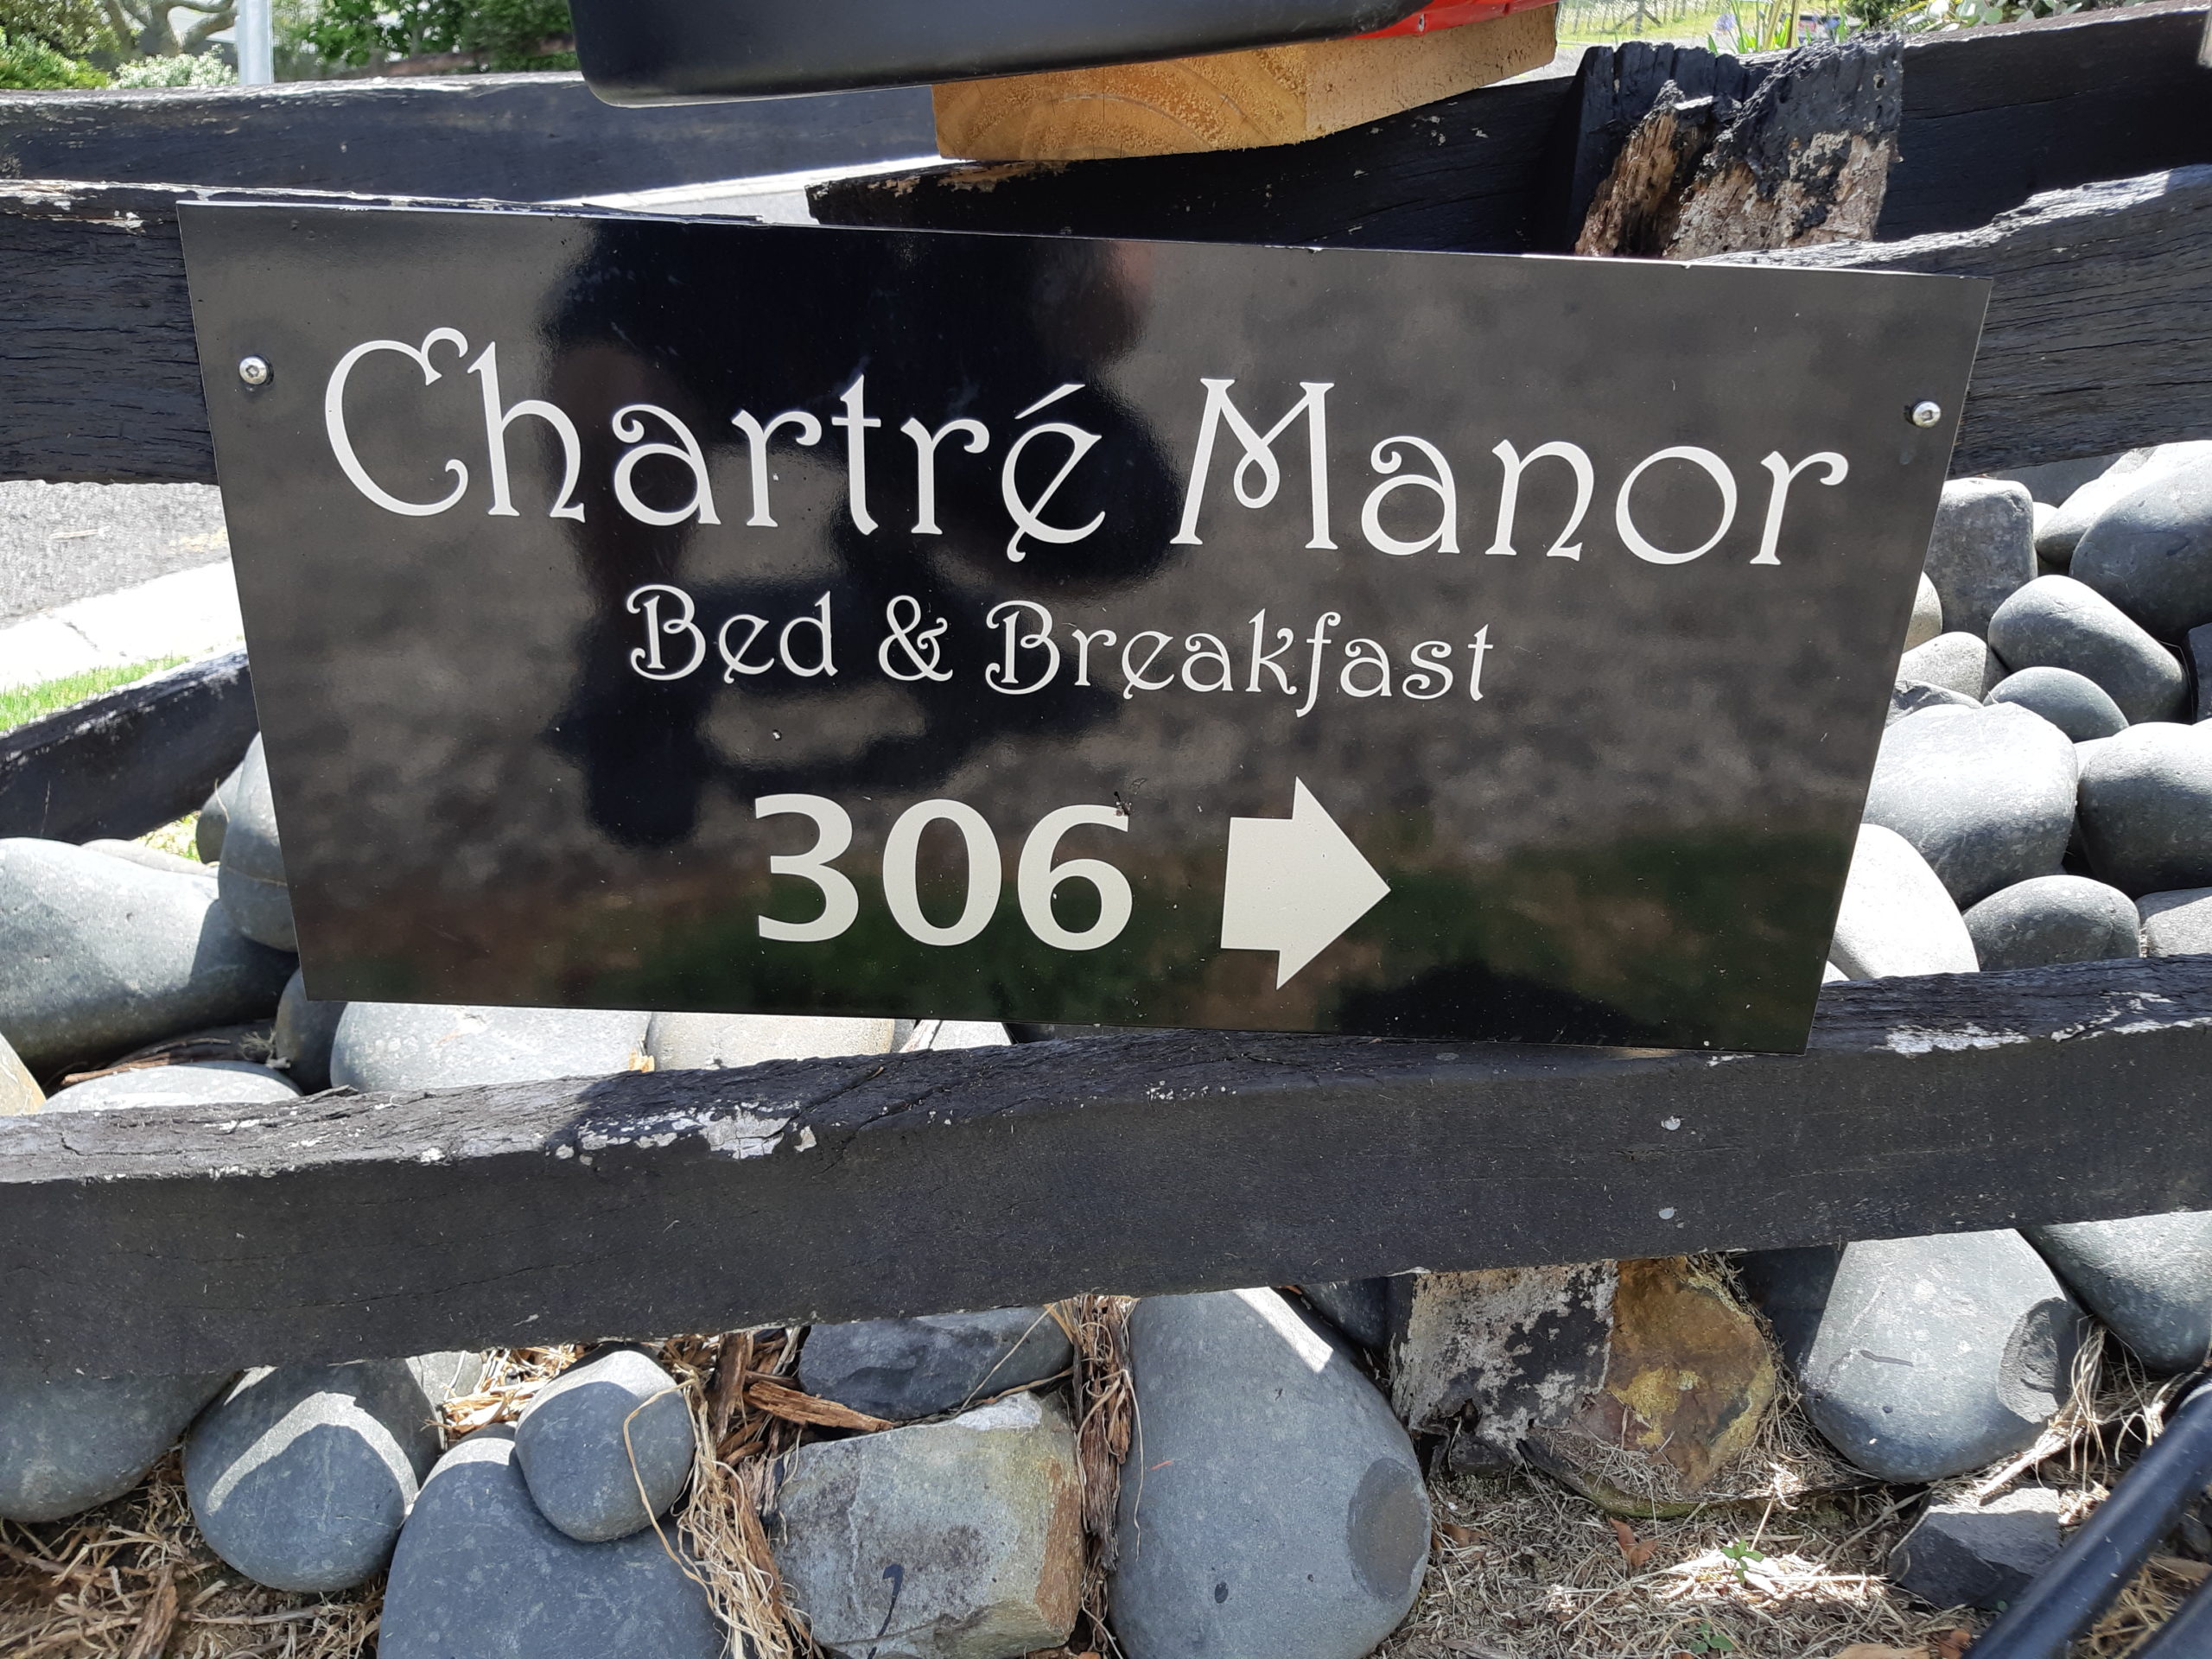 Chartré Manor
Bed & Breakfast
306